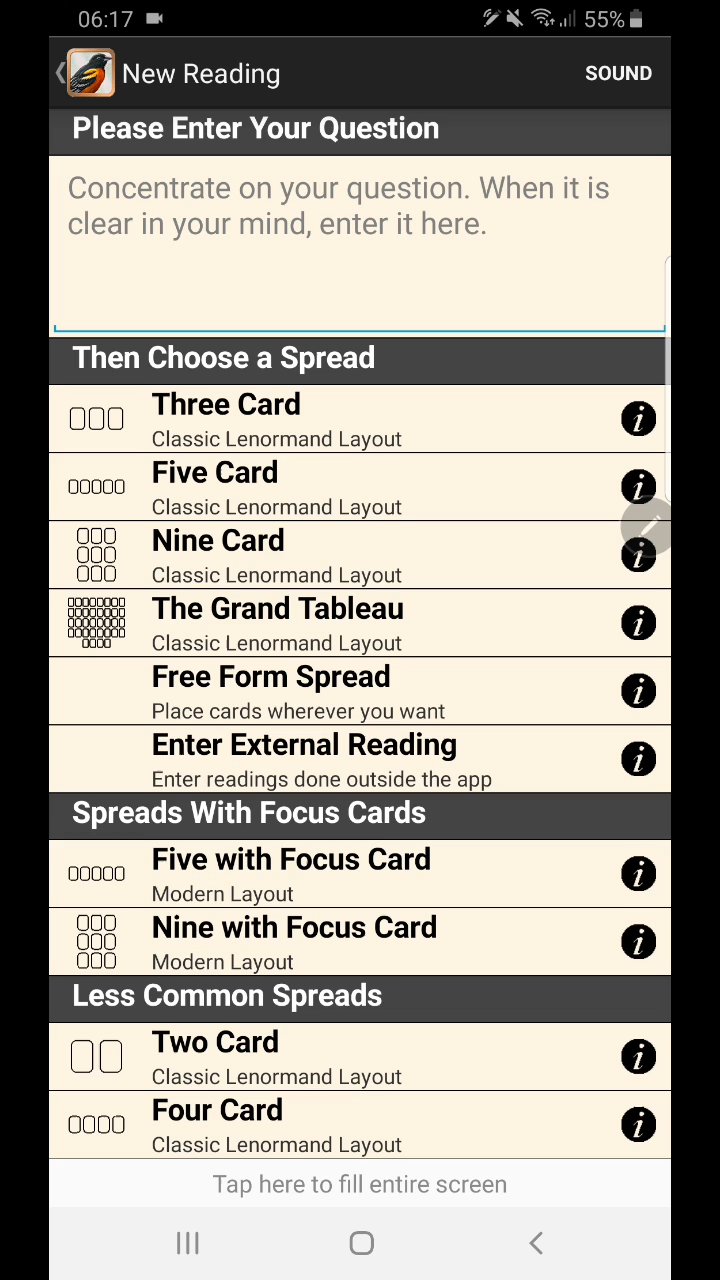 06:17
55%
New Reading
SOUND
Please Enter Your Question
Concentrate on your question. When it is
clear in your mind, enter it here.
Then Choose a Spread
Three Card
Classic Lenormand Layout
Five Card
Classic Lenormand Layout
Nine Card
Classic Lenormand Layout
The Grand Tableau
Classic Lenormand Layout
Free Form Spread
Place cards wherever you want
Enter External Reading
Enter readings done outside the app
Spreads With Focus Cards
Five with Focus Card
Modern Layout
Nine with Focus Card
Modern Layout
Less Common Spreads
Two Card
Classic Lenormand Layout
Four Card
Classic Lenormand Layout
Tap here to fill entire screen